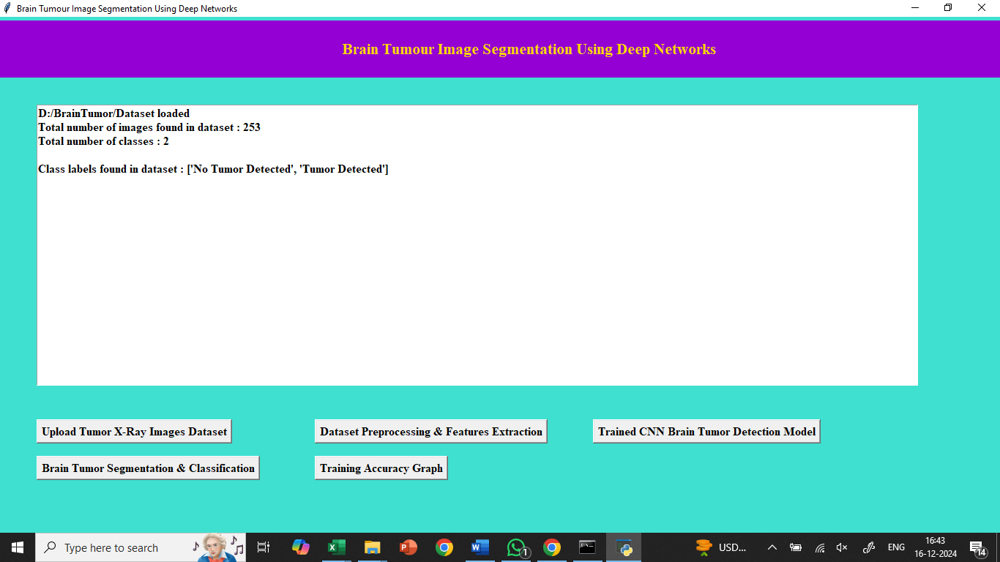 Brain Tumour Image Segmentation Using Deep Networks
Brain Tumour Image Segmentation Using Deep Networks
D:/BrainTumor/Dataset loaded
Total number of images found in dataset : 253
Total number of classes : 2
Class labels found in dataset : ['No Tumor Detected', 'Tumor Detected']
Upload Tumor X-Ray Images Dataset
Dataset Preprocessing & Features Extraction
Trained CNN Brain Tumor Detection Model
Brain Tumor Segmentation & Classification
Training Accuracy Graph
Type here to search
X
P
W
1
C:\
USD...
ENG
16:43
16-12-2024
14